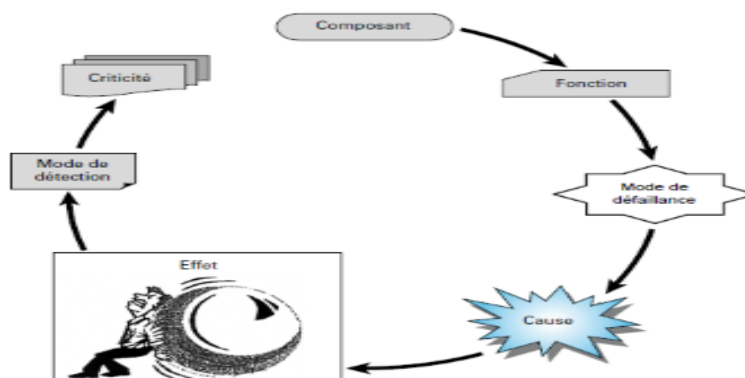 Composant
Fonction
Mode de
défaillance
Cause
Effet
Mode de
détection
Criticité